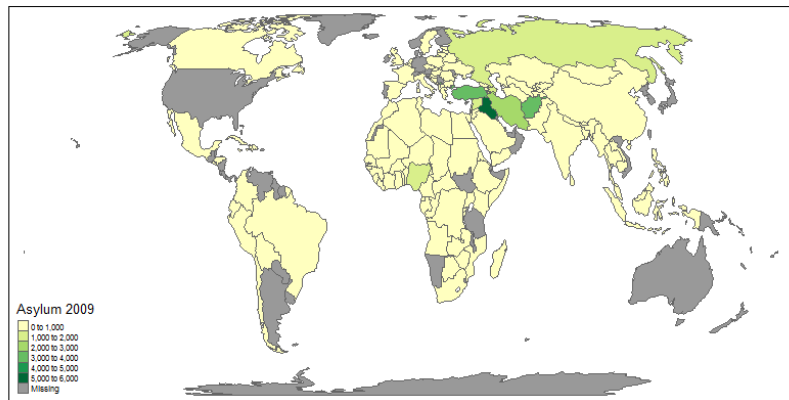 Asylum 2009
0 to 1,000
1,000 to 2,000
2,000 to 3,000
3,000 to 4,000
4,000 to 5,000
5,000 to 6,000
Missing